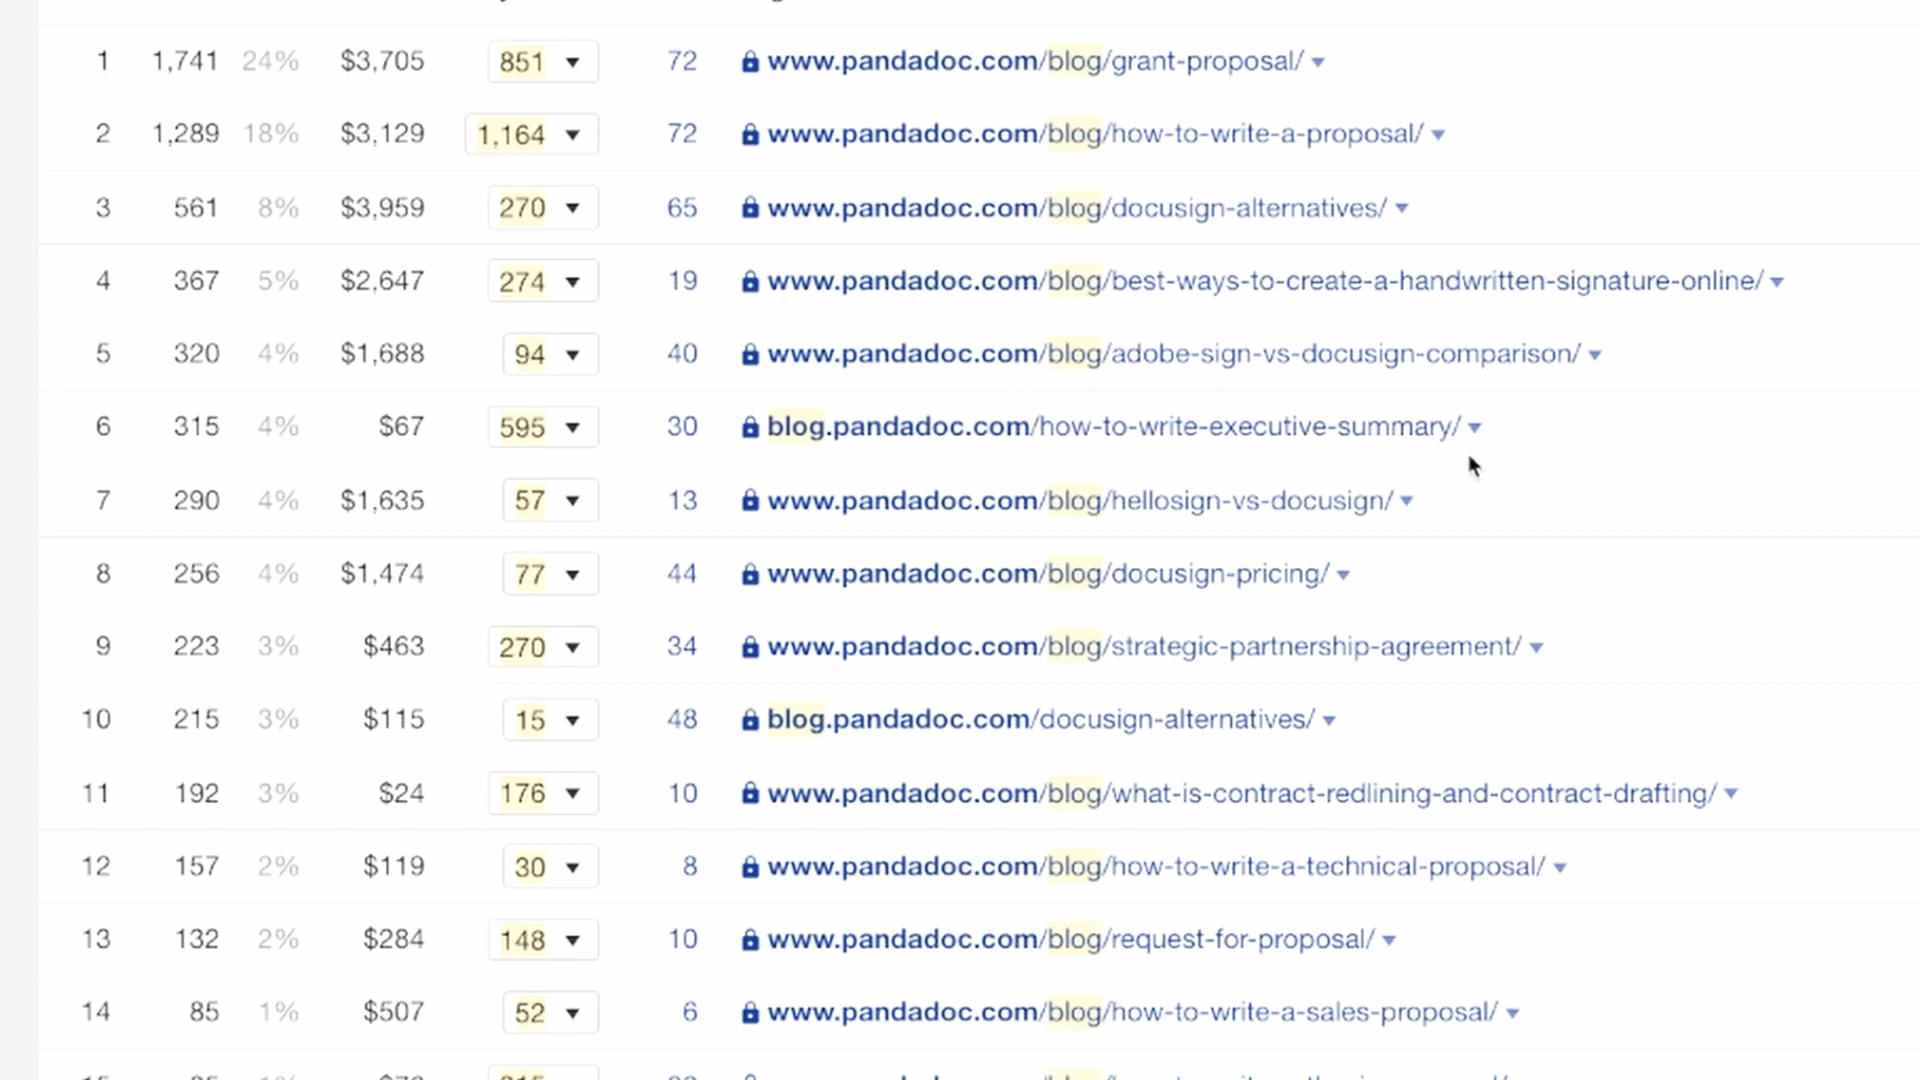 1 1,741 24% $3,705 851 72 www.pandadoc.com/blog/grant-proposal/
2 1,289 18% $3,129 1,164 72 www.pandadoc.com/blog/how-to-write-a-proposal/
3 561 8% $3,959 270 65 www.pandadoc.com/blog/docusign-alternatives/
4 367 5% $2,647 274 19 www.pandadoc.com/blog/best-ways-to-create-a-handwritten-signature-online/
5 320 4% $1,688 94 40 www.pandadoc.com/blog/adobe-sign-vs-docusign-comparison/
6 315 4% $67 595 30 blog.pandadoc.com/how-to-write-executive-summary/
7 290 4% $1,635 57 13 www.pandadoc.com/blog/hellosign-vs-docusign/
8 256 4% $1,474 77 44 www.pandadoc.com/blog/docusign-pricing/
9 223 3% $463 270 34 www.pandadoc.com/blog/strategic-partnership-agreement/
10 215 3% $115 15 48 blog.pandadoc.com/docusign-alternatives/
11 192 3% $24 176 10 www.pandadoc.com/blog/what-is-contract-redlining-and-contract-drafting/
12 157 2% $119 30 8 www.pandadoc.com/blog/how-to-write-a-technical-proposal/
13 132 2% $284 148 10 www.pandadoc.com/blog/request-for-proposal/
14 85 1% $507 52 6 www.pandadoc.com/blog/how-to-write-a-sales-proposal/